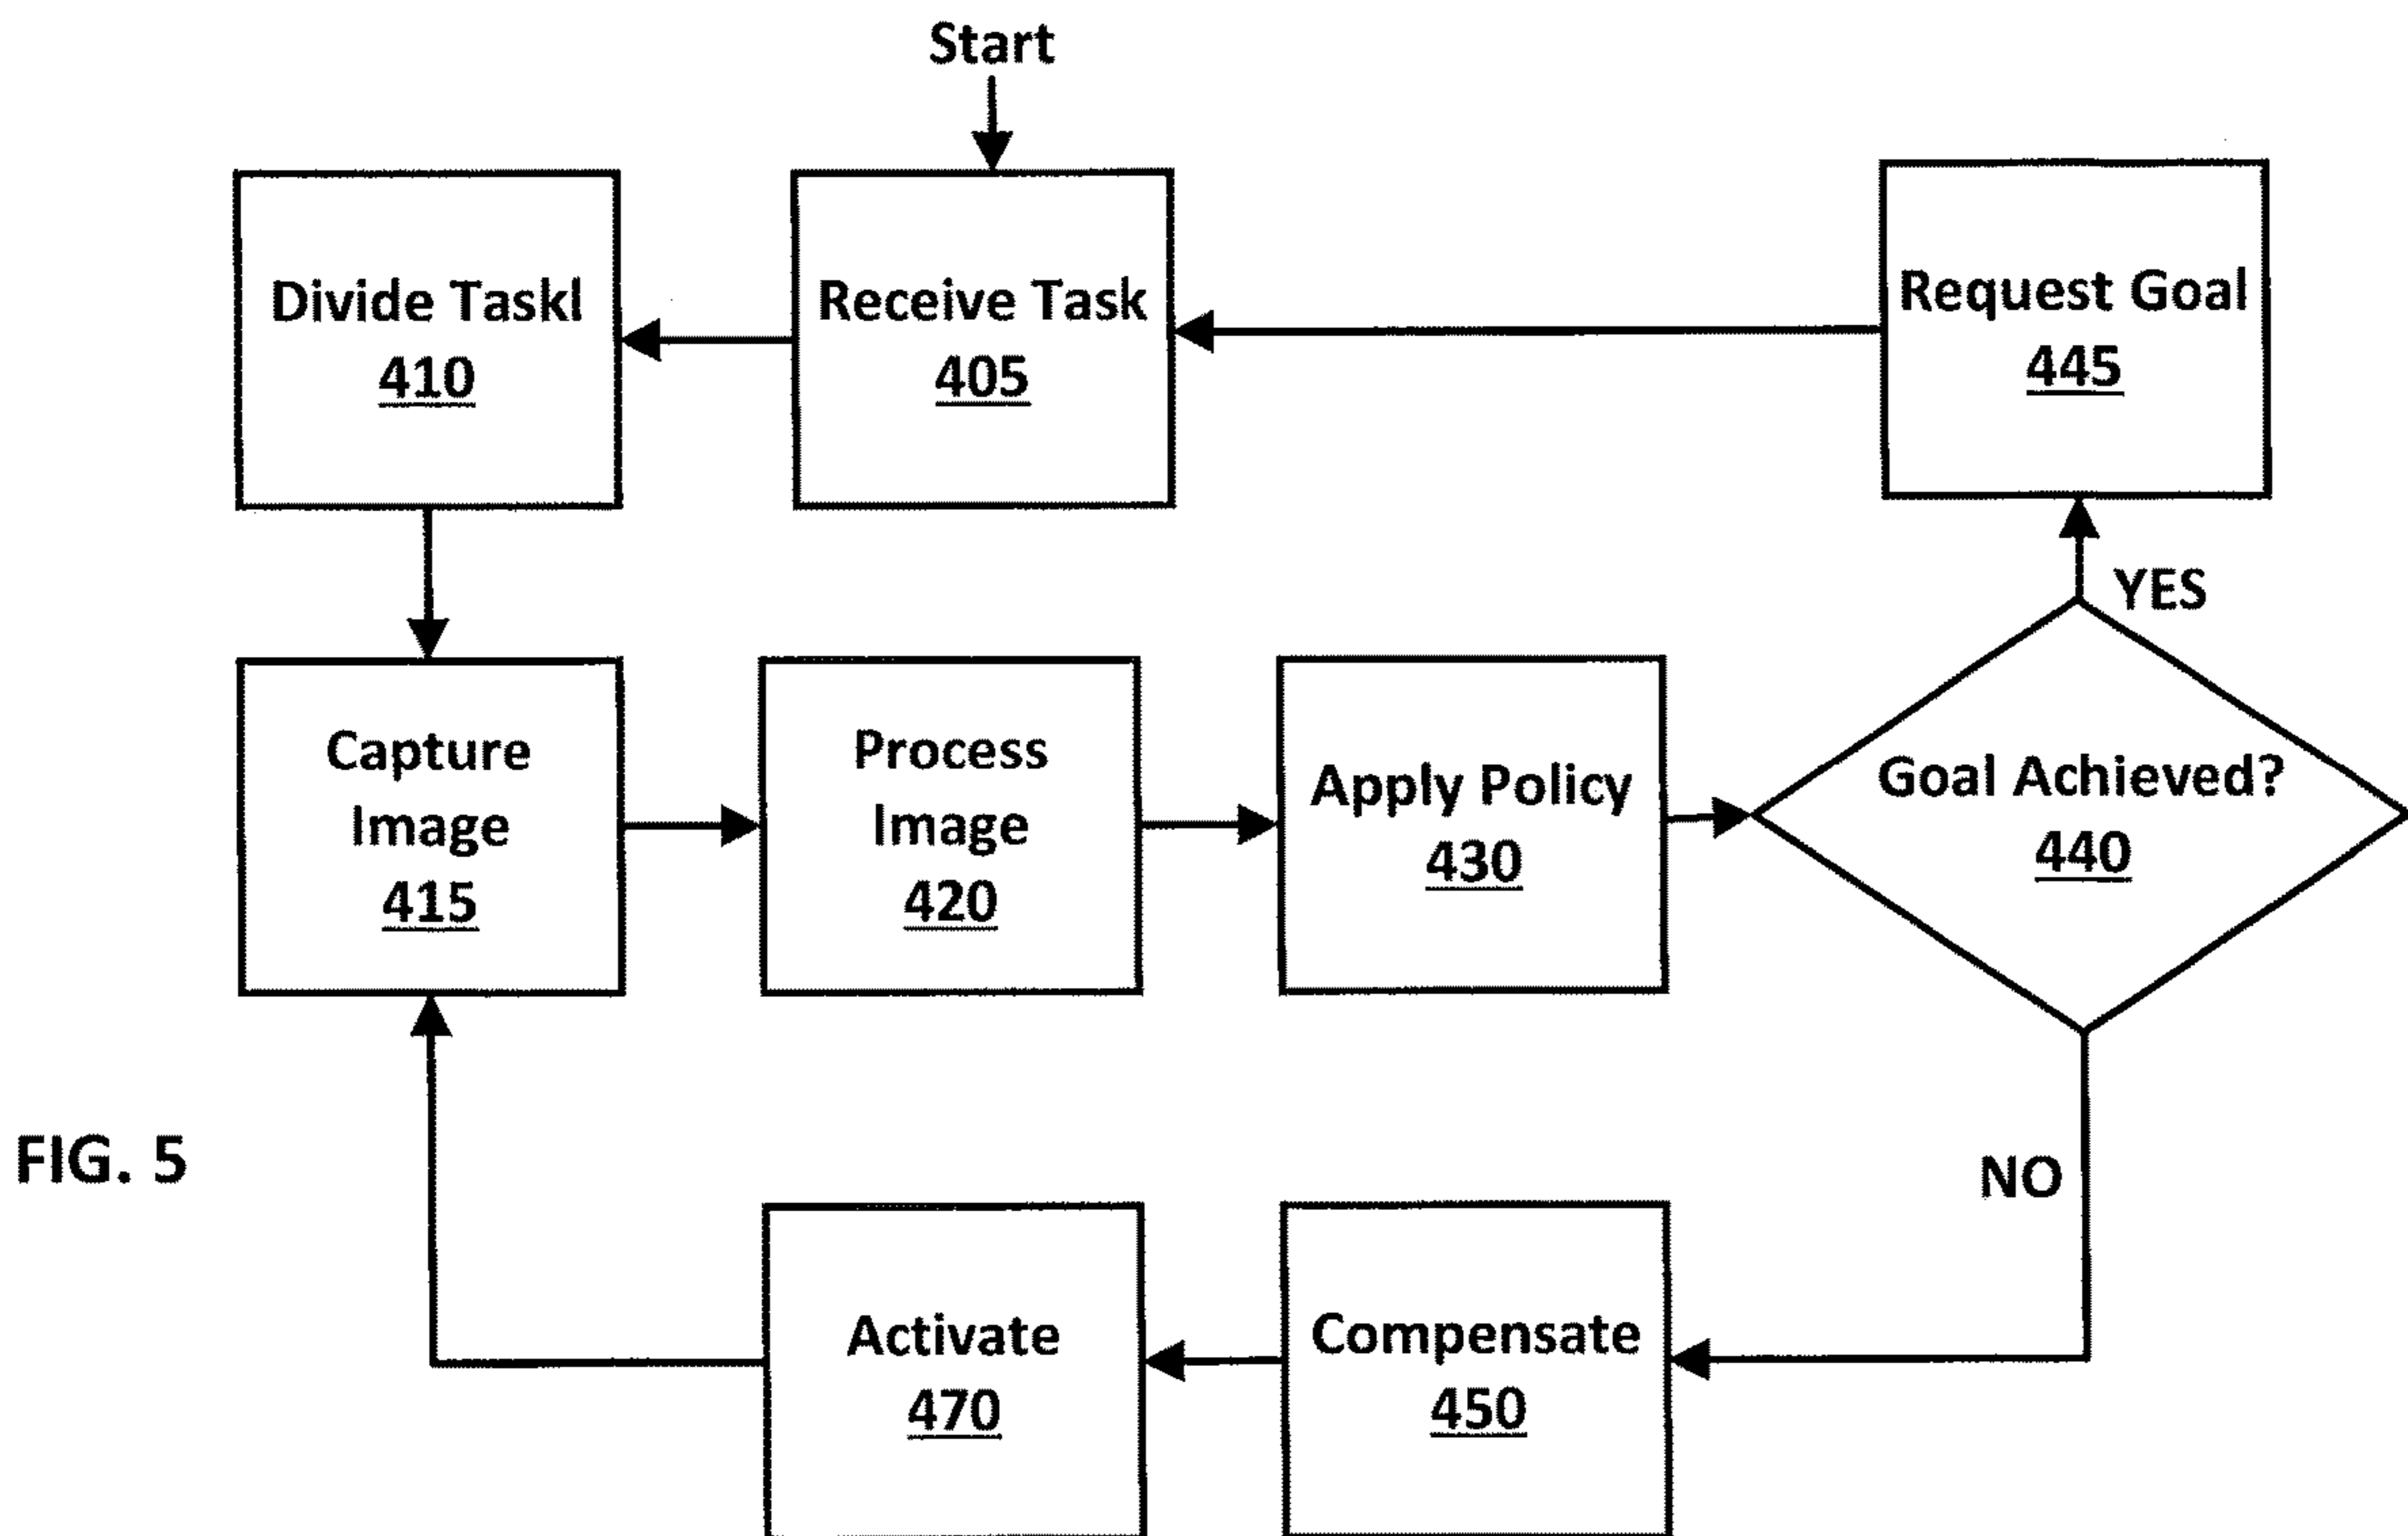 Start
Divide Taskl
410
Receive Task
405
Request Goal
445
YES
Capture
Image
415
Process
Image
420
Apply Policy
430
Goal Achieved?
440
FIG. 5
NO
Activate
470
Compensate
450